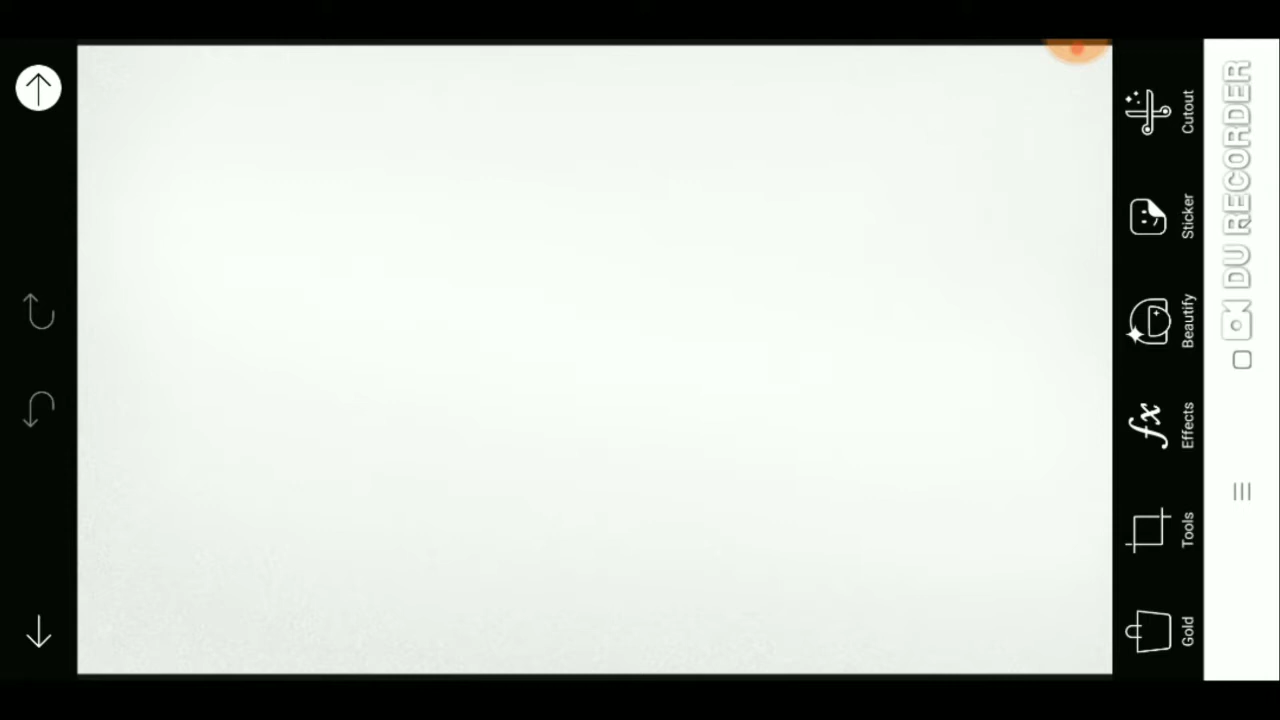 Gold
Tools
Effects
Beautify
Sticker
Cutout
DU RECORDER